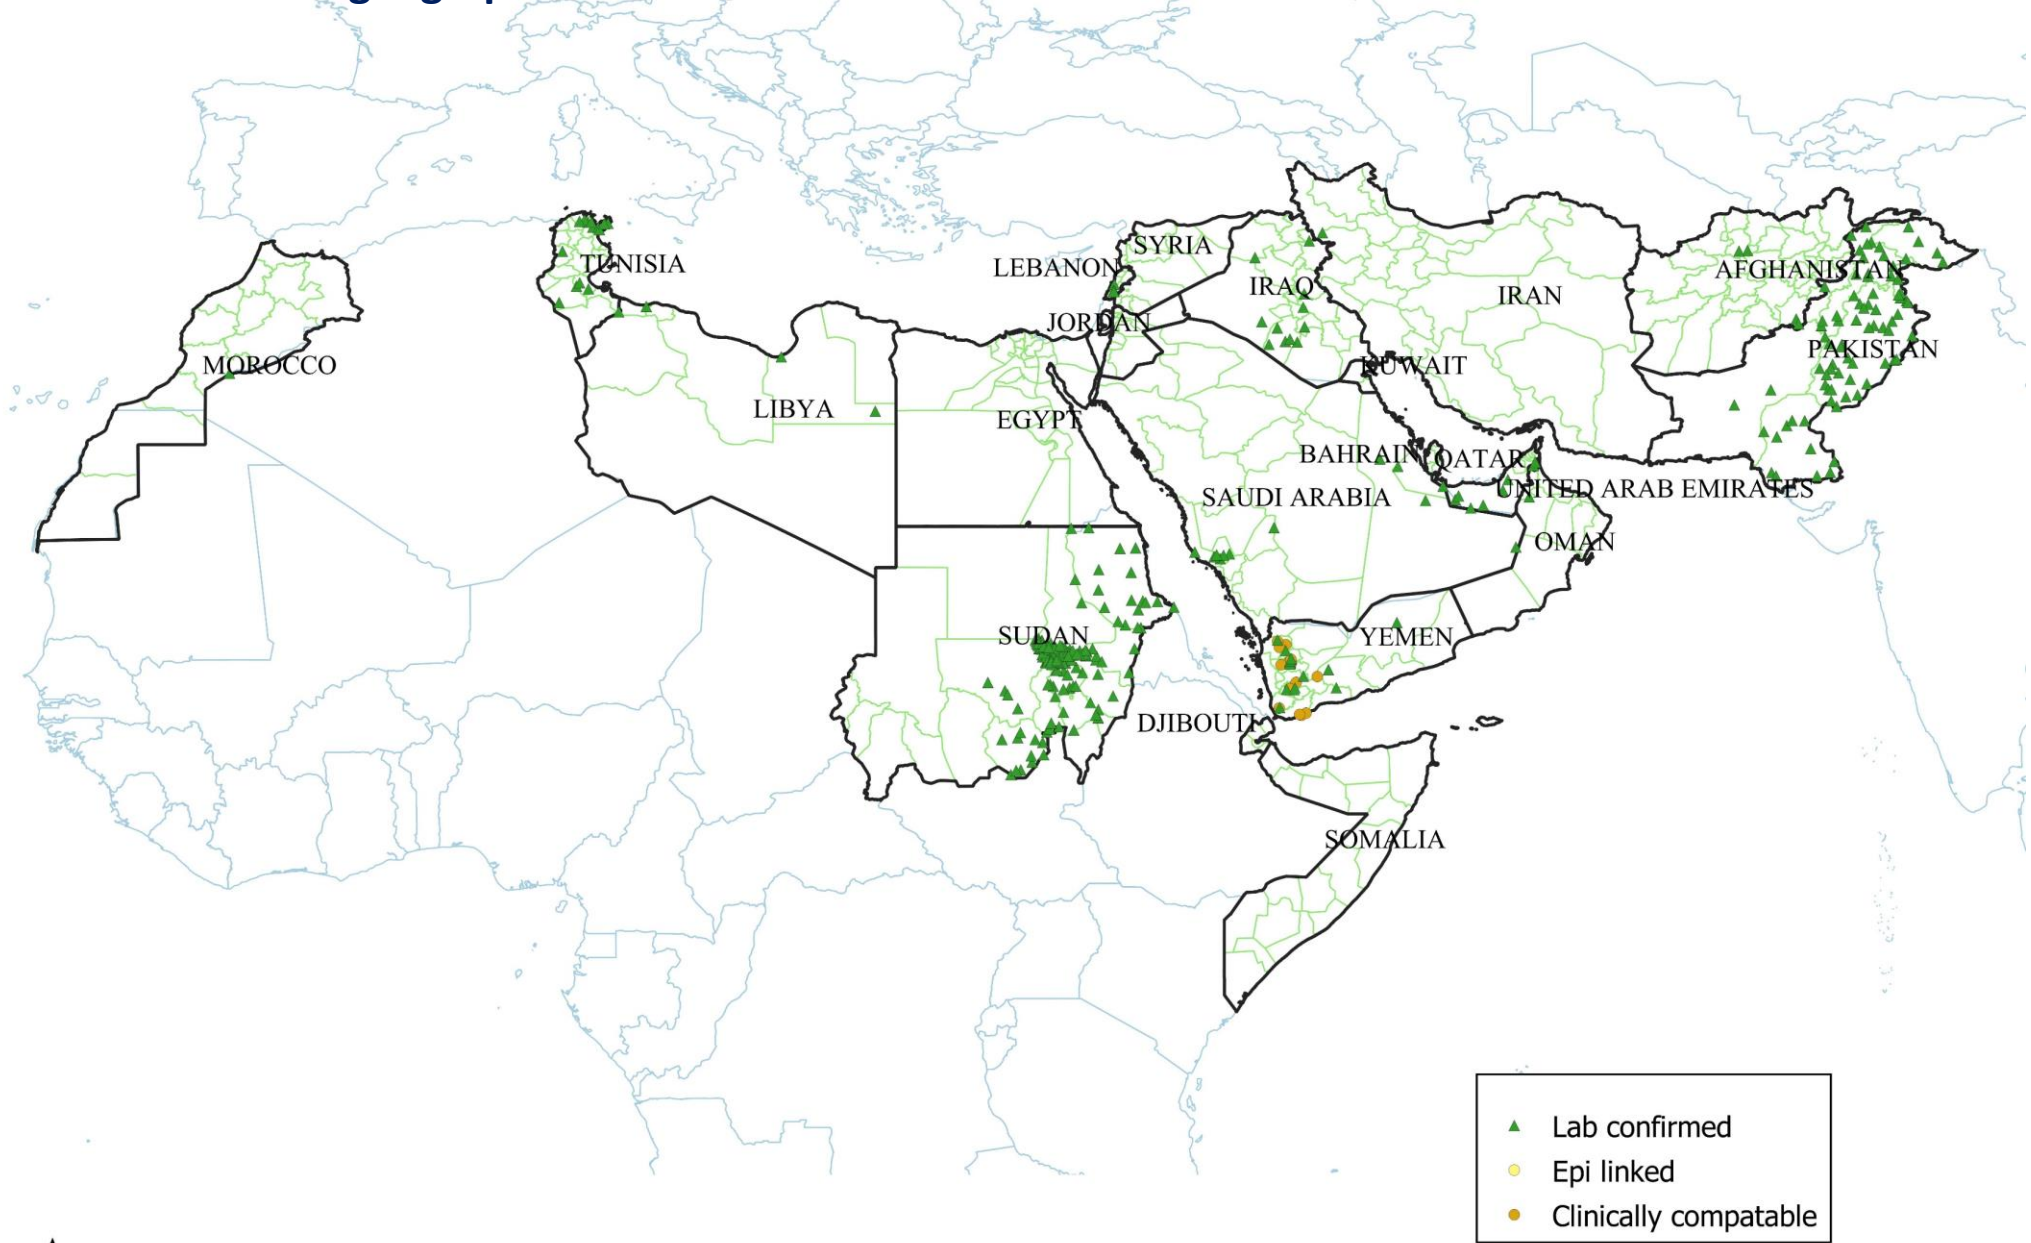 TUNISIA
SYRIA
LEBANON
AFGHANISTAN
IRAQ
IRAN
JORDAN
PAKISTAN
MOROCCO
KUWAIT
LIBYA
EGYPT
BAHRAIN
QATAR
SAUDI ARABIA
UNITED ARAB EMIRATES
OMAN
SUDAN
YEMEN
DJIBOUTI
SOMALIA
Lab confirmed
Epi linked
Clinically compatable